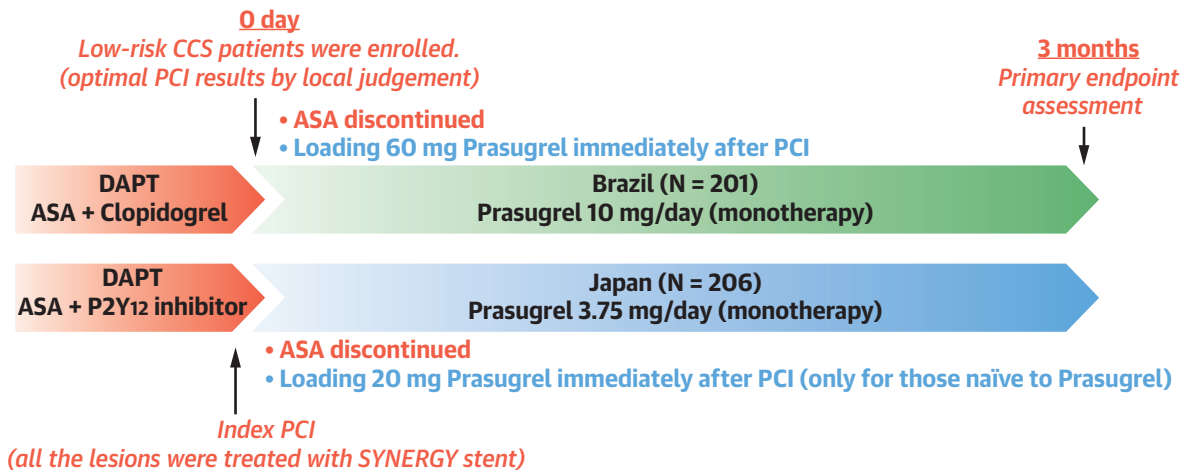 0 day
Low-risk CCS patients were enrolled.
(optimal PCI results by local judgement)
3 months
Primary endpoint
assessment
• ASA discontinued
• Loading 60 mg Prasugrel immediately after PCI
DAPT
ASA + Clopidogrel
Brazil (N = 201)
Prasugrel 10 mg/day (monotherapy)
DAPT
ASA + P2Y12 inhibitor
Japan (N = 206)
Prasugrel 3.75 mg/day (monotherapy)
• ASA discontinued
• Loading 20 mg Prasugrel immediately after PCI (only for those naïve to Prasugrel)
Index PCI
(all the lesions were treated with SYNERGY stent)